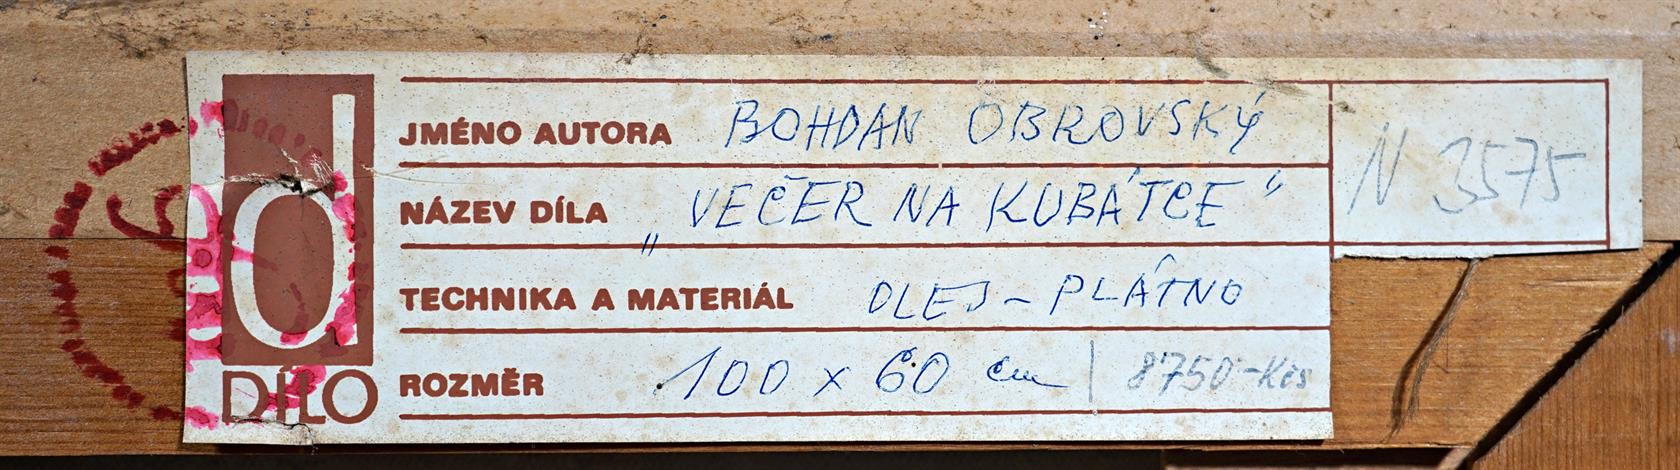 d
DÍLO
JMÉNO AUTORA BOHDAN OBROVSKÝ
N 3575
NÁZEV DÍLA „VEČER NA KUBÁTCE“
TECHNIKA A MATERIÁL OLEJ – PLÁTNO
ROZMĚR 100 x 60 cm | 8750-Kčs